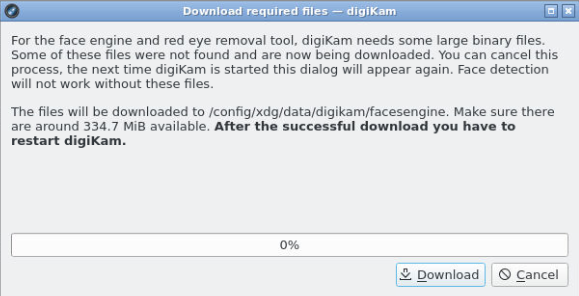 Download required files — digiKam
For the face engine and red eye removal tool, digiKam needs some large binary files.
Some of these files were not found and are now being downloaded. You can cancel this
process, the next time digiKam is started this dialog will appear again. Face detection
will not work without these files.
The files will be downloaded to /config/xdg/data/digikam/facesengine. Make sure there
are around 334.7 MiB available. After the successful download you have to
restart digiKam.
0%
Download
Cancel